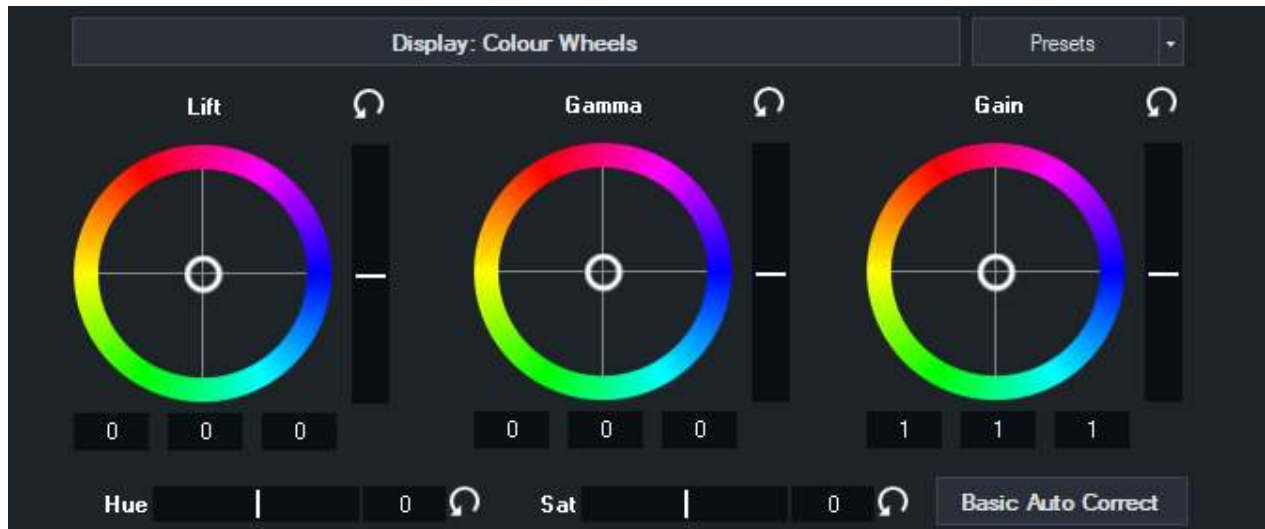 Display: Colour Wheels Presets
Lift Gamma Gain
0 0 0 0 0 0 1 1 1
Hue 0 Sat 0 Basic Auto Correct